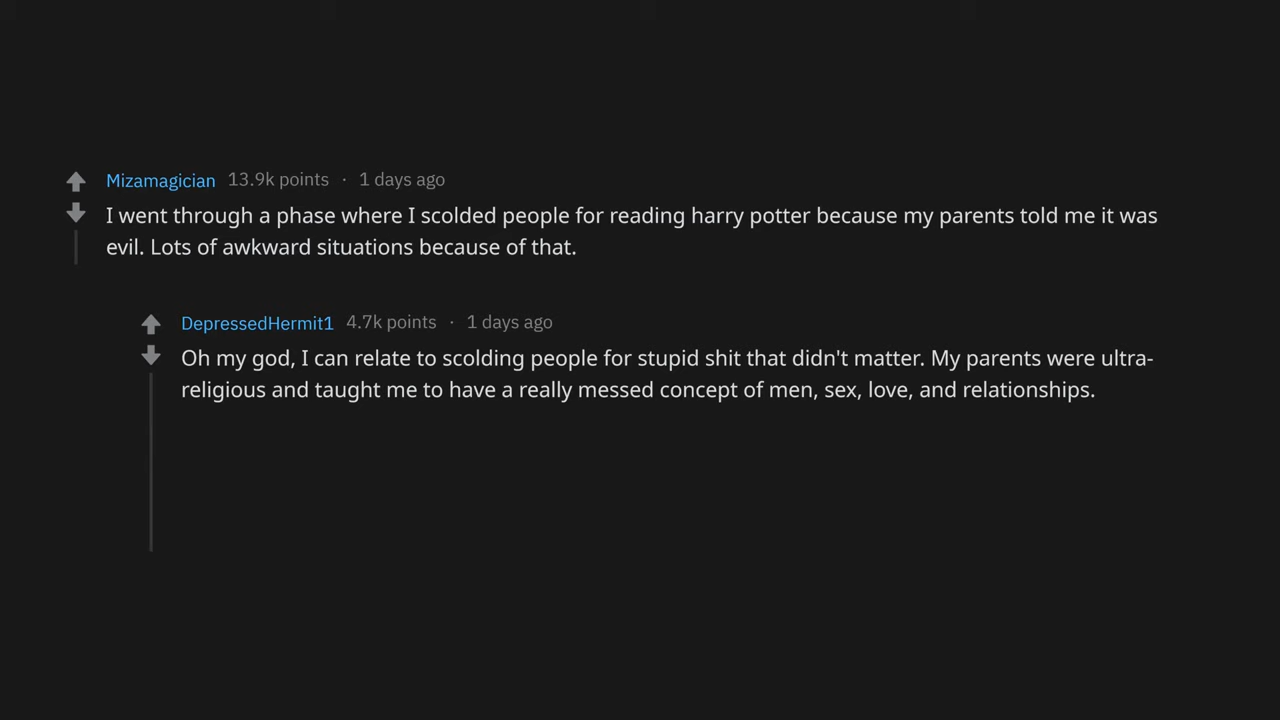 Mizamagician 13.9k points · 1 days ago
I went through a phase where I scolded people for reading harry potter because my parents told me it was
evil. Lots of awkward situations because of that.
DepressedHermit1 4.7k points · 1 days ago
Oh my god, I can relate to scolding people for stupid shit that didn't matter. My parents were ultra-
religious and taught me to have a really messed concept of men, sex, love, and relationships.